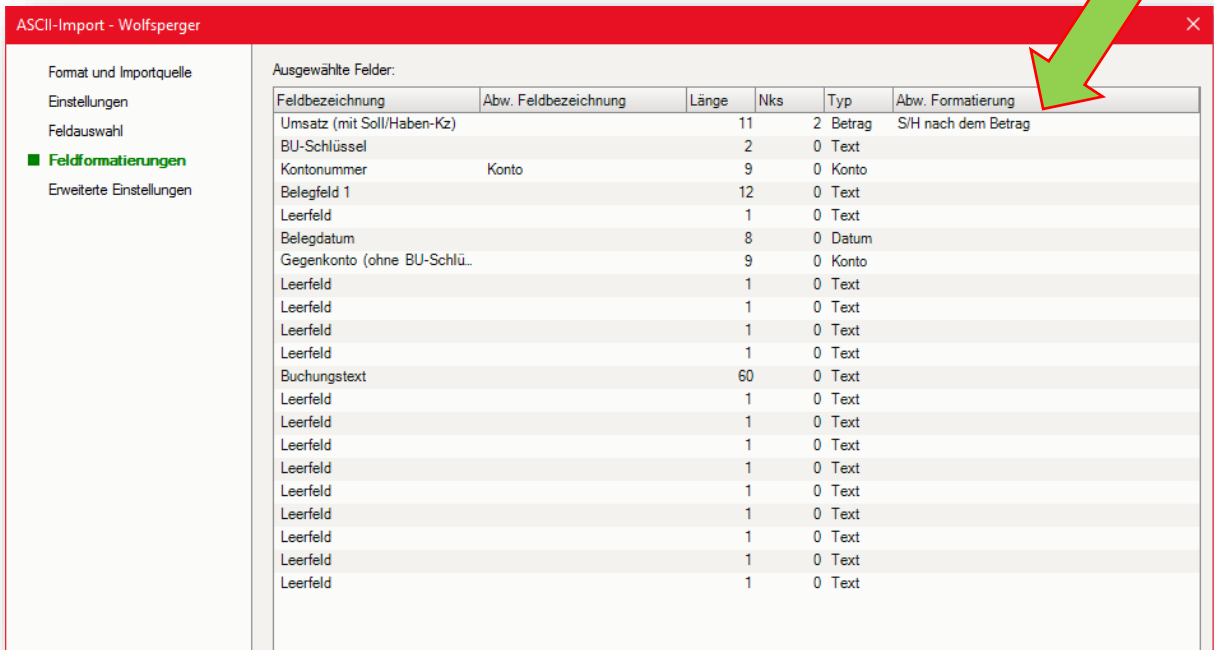 ASCII-Import - Wolfsperger
Format und Importquelle
Einstellungen
Feldauswahl
Feldformatierungen
Erweiterte Einstellungen
Ausgewählte Felder:
Feldbezeichnung Abw. Feldbezeichnung Länge Nks Typ Abw. Formatierung
Umsatz (mit Soll/Haben-Kz) 11 2 Betrag S/H nach dem Betrag
BU-Schlüssel 2 0 Text
Kontonummer Konto 9 0 Konto
Belegfeld 1 12 0 Text
Leerfeld 1 0 Text
Belegdatum 8 0 Datum
Gegenkonto (ohne BU-Schlü... 9 0 Konto
Leerfeld 1 0 Text
Leerfeld 1 0 Text
Leerfeld 1 0 Text
Leerfeld 1 0 Text
Buchungstext 60 0 Text
Leerfeld 1 0 Text
Leerfeld 1 0 Text
Leerfeld 1 0 Text
Leerfeld 1 0 Text
Leerfeld 1 0 Text
Leerfeld 1 0 Text
Leerfeld 1 0 Text
Leerfeld 1 0 Text
Leerfeld 1 0 Text